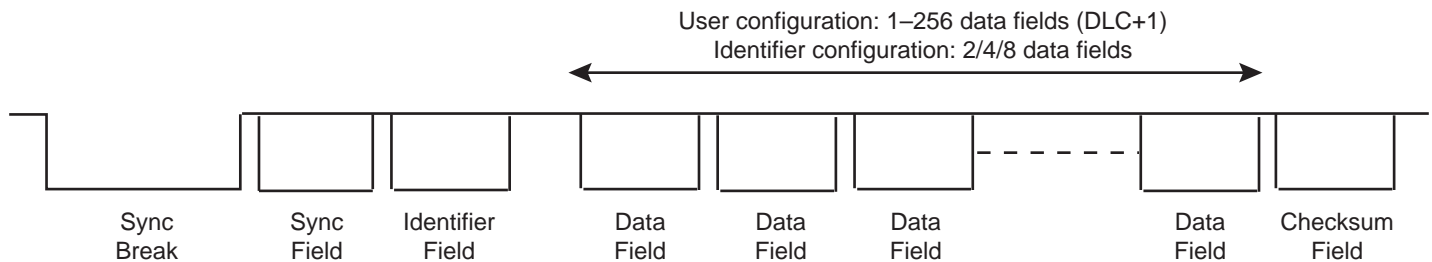 User configuration: 1–256 data fields (DLC+1)
Identifier configuration: 2/4/8 data fields
Sync
Break
Sync
Field
Identifier
Field
Data
Field
Data
Field
Data
Field
Data
Field
Checksum
Field